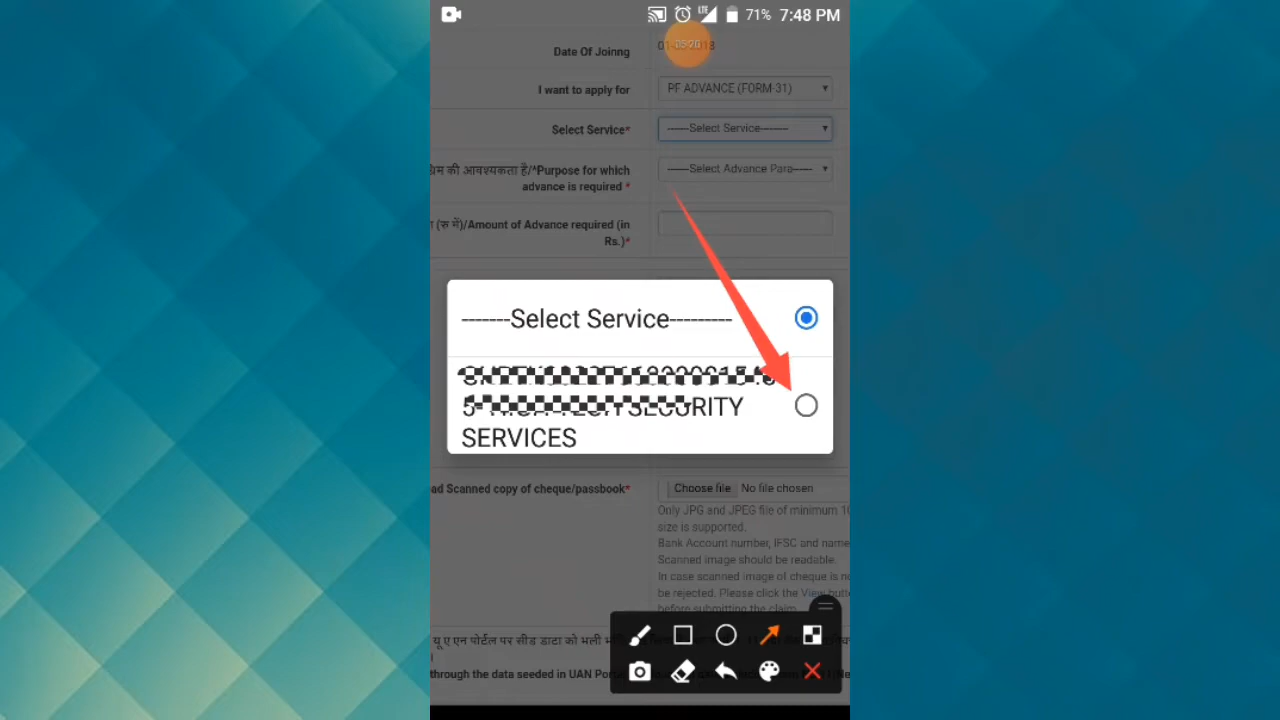 LTE 71% 7:48 PM
Date Of Joinng
I want to apply for PF ADVANCE (FORM-31)
Select Service* -----Select Service-------
की आवश्यकता है/*Purpose for which -----Select Advance Para-----
advance is required *
(रु में)/Amount of Advance required (in
Rs.)*
-------Select Service---------
SECURITY
SERVICES
Scanned copy of cheque/passbook* Choose file No file chosen
Only JPG and JPEG file of minimum
size is supported.
Bank Account number, IFSC and name
Scanned image should be readable.
In case scanned image of cheque is
be rejected. Please click the View
before submitting the claim.
यू ए एन पोर्टल पर सीड डाटा को भली
through the data seeded in UAN